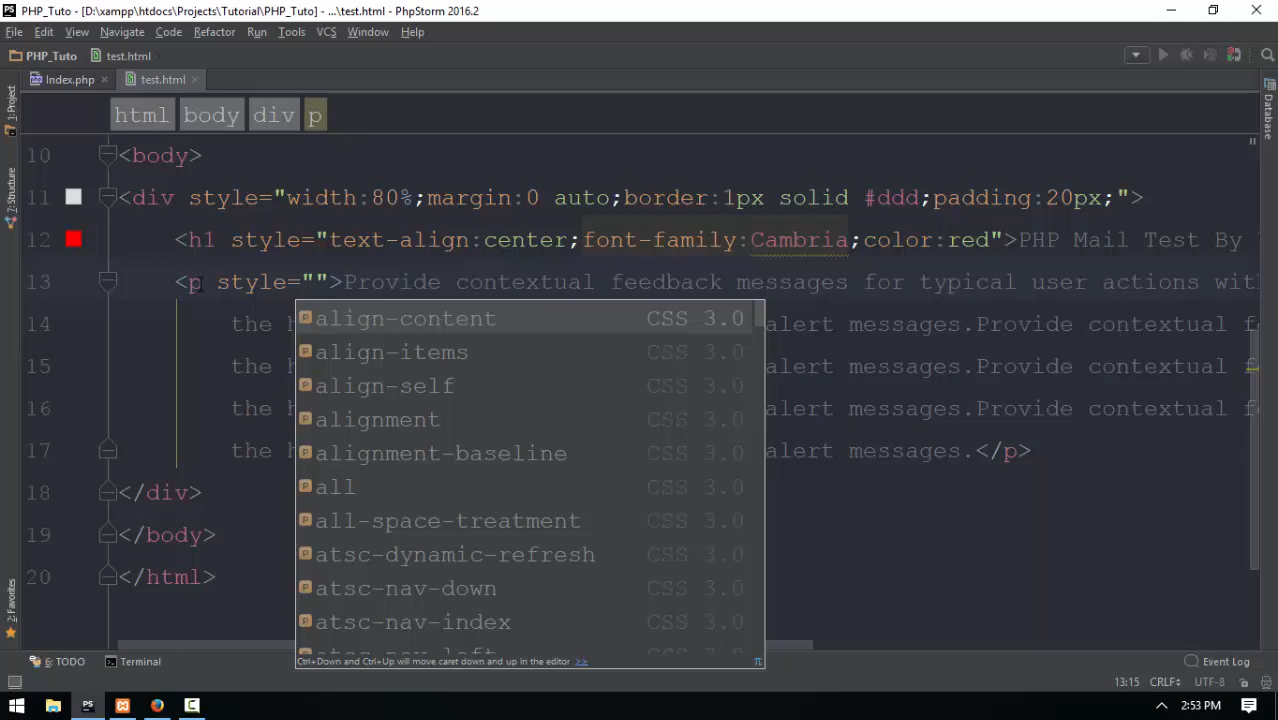 PHP_Tuto - [D:\xampp\htdocs\Projects\Tutorial\PHP_Tuto] - ...\test.html - PhpStorm 2016.2
File Edit View Navigate Code Refactor Run Tools VCS Window Help
PHP_Tuto test.html
Index.php test.html
1: Project
7: Structure
2: Favorites
Database
html body div p
10 <body>
11 <div style="width:80%;margin:0 auto;border:1px solid #ddd;padding:20px;">
12 <h1 style="text-align:center;font-family:Cambria;color:red">PHP Mail Test By
13 <p style="">Provide contextual feedback messages for typical user actions wit
14 the h alert messages.Provide contextual f
15 the h alert messages.Provide contextual f
16 the h alert messages.Provide contextual f
17 the h alert messages.</p>
18 </div>
19 </body>
20 </html>
align-content CSS 3.0
align-items CSS 3.0
align-self CSS 3.0
alignment CSS 3.0
alignment-baseline CSS 3.0
all CSS 3.0
all-space-treatment CSS 3.0
atsc-dynamic-refresh CSS 3.0
atsc-nav-down CSS 3.0
atsc-nav-index CSS 3.0
Ctrl+Down and Ctrl+Up will move caret down and up in the editor >> π
6: TODO Terminal Event Log
13:15 CRLF UTF-8
PS 2:53 PM